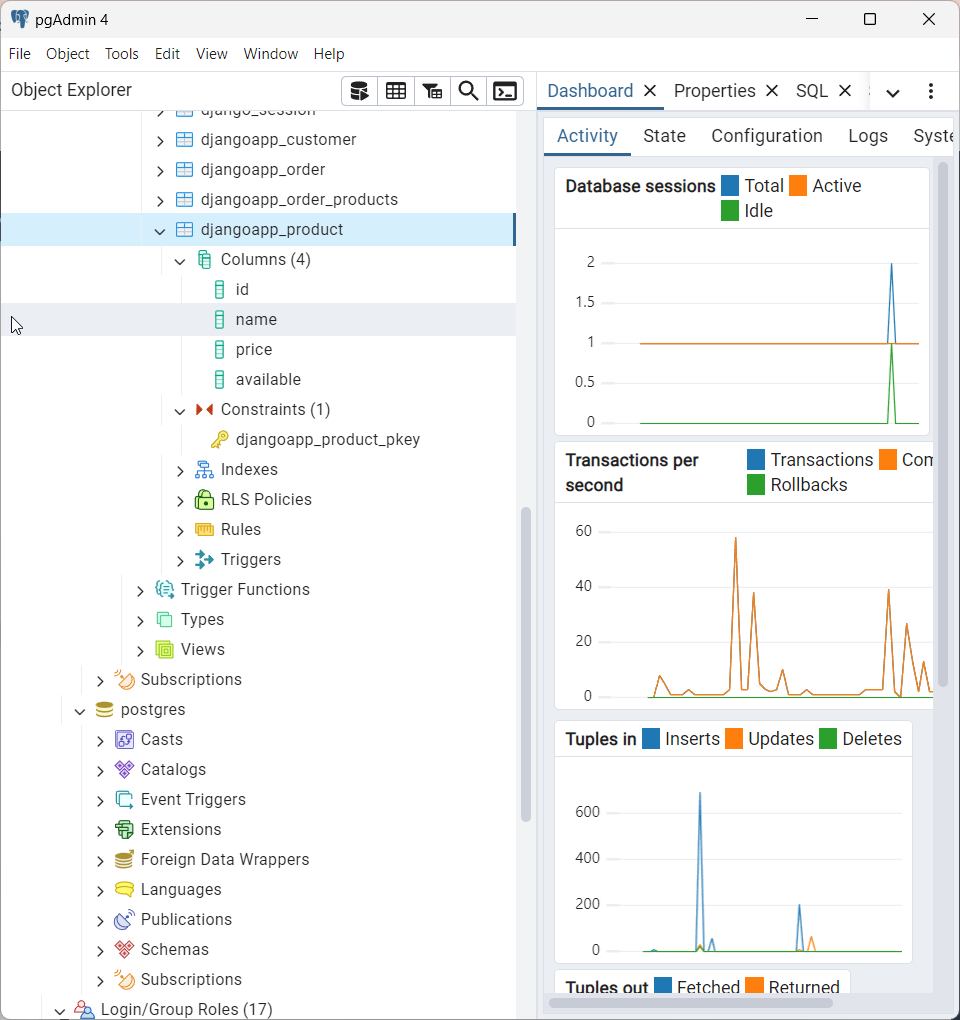 pgAdmin 4
File Object Tools Edit View Window Help
Object Explorer
django_session
djangoapp_customer
djangoapp_order
djangoapp_order_products
djangoapp_product
Columns (4)
id
name
price
available
Constraints (1)
djangoapp_product_pkey
Indexes
RLS Policies
Rules
Triggers
Trigger Functions
Types
Views
Subscriptions
postgres
Casts
Catalogs
Event Triggers
Extensions
Foreign Data Wrappers
Languages
Publications
Schemas
Subscriptions
Login/Group Roles (17)
Dashboard Properties SQL
Activity State Configuration Logs Syste
Database sessions Total Active
Idle
2
1.5
1
0.5
0
Transactions per Transactions Com
second Rollbacks
60
40
20
0
Tuples in Inserts Updates Deletes
600
400
200
0
Tuples out Fetched Returned